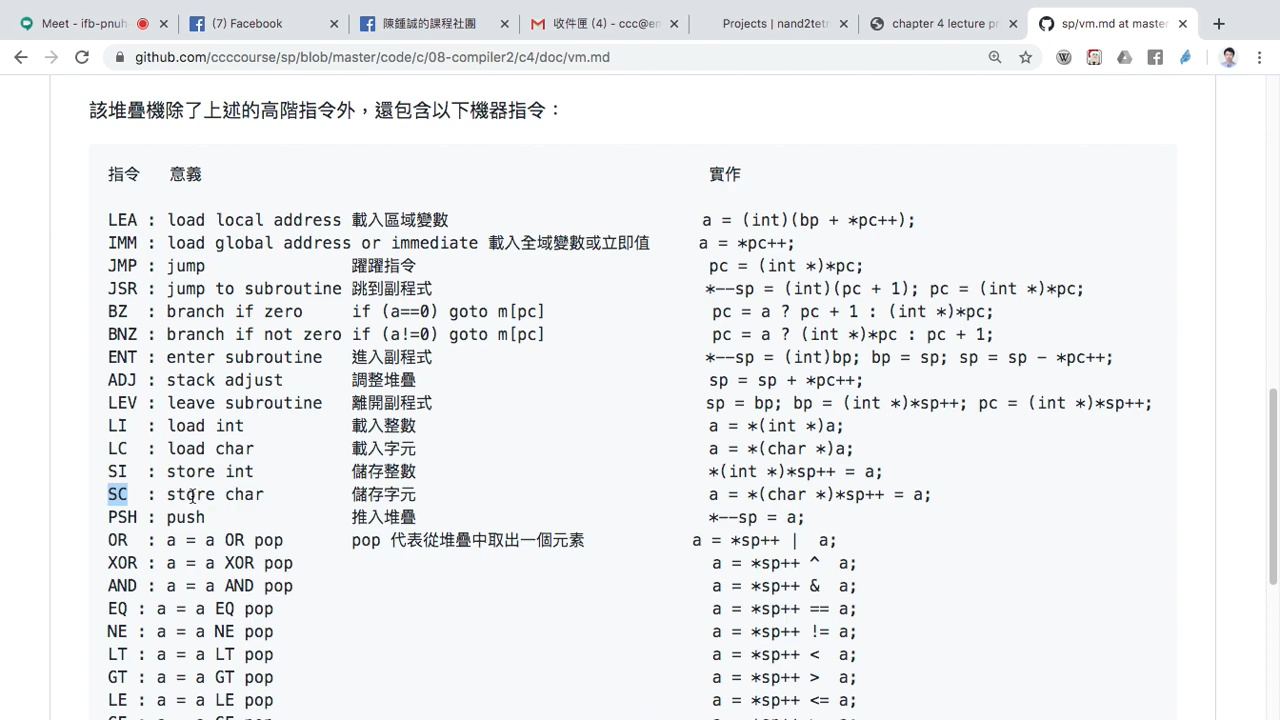 Meet - ifb-pnuh
(7) Facebook
陳鍾誠的課程社團
收件匣 (4) - ccc@en
Projects | nand2tetr
chapter 4 lecture pr
sp/vm.md at master
github.com/ccccourse/sp/blob/master/code/c/08-compiler2/c4/doc/vm.md
該堆疊機除了上述的高階指令外,還包含以下機器指令:
指令 意義 實作
LEA : load local address 載入區域變數 a = (int)(bp + *pc++);
IMM : load global address or immediate 載入全域變數或立即值 a = *pc++;
JMP : jump 躍躍指令 pc = (int *)*pc;
JSR : jump to subroutine 跳到副程式 *--sp = (int)(pc + 1); pc = (int *)*pc;
BZ : branch if zero if (a==0) goto m[pc] pc = a ? pc + 1 : (int *)*pc;
BNZ : branch if not zero if (a!=0) goto m[pc] pc = a ? (int *)*pc : pc + 1;
ENT : enter subroutine 進入副程式 *--sp = (int)bp; bp = sp; sp = sp - *pc++;
ADJ : stack adjust 調整堆疊 sp = sp + *pc++;
LEV : leave subroutine 離開副程式 sp = bp; bp = (int *)*sp++; pc = (int *)*sp++;
LI : load int 載入整數 a = *(int *)a;
LC : load char 載入字元 a = *(char *)a;
SI : store int 儲存整數 *(int *)*sp++ = a;
SC : store char 儲存字元 a = *(char *)*sp++ = a;
PSH : push 推入堆疊 *--sp = a;
OR : a = a OR pop pop 代表從堆疊中取出一個元素 a = *sp++ | a;
XOR : a = a XOR pop a = *sp++ ^ a;
AND : a = a AND pop a = *sp++ & a;
EQ : a = a EQ pop a = *sp++ == a;
NE : a = a NE pop a = *sp++ != a;
LT : a = a LT pop a = *sp++ < a;
GT : a = a GT pop a = *sp++ > a;
LE : a = a LE pop a = *sp++ <= a;